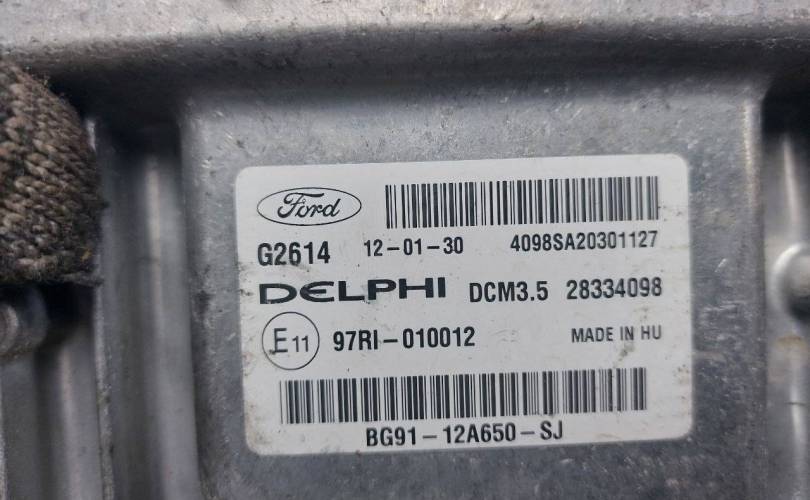 Ford
G2614 12-01-30 4098SA20301127
DELPHI DCM3.5 28334098
E11 97RI-010012 MADE IN HU
BG91-12A650-SJ